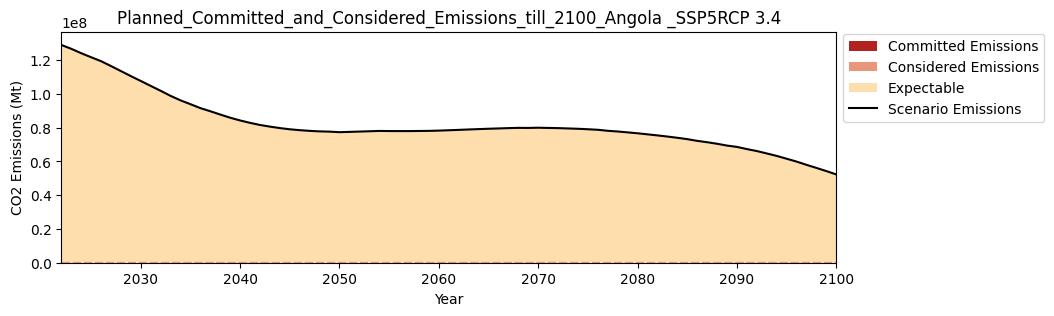 Planned_Committed_and_Considered_Emissions_till_2100_Angola _SSP5RCP 3.4
1e8
Committed Emissions
Considered Emissions
Expectable
Scenario Emissions
CO2 Emissions (Mt)
1.2
1.0
0.8
0.6
0.4
0.2
0.0
2030 2040 2050 2060 2070 2080 2090 2100
Year